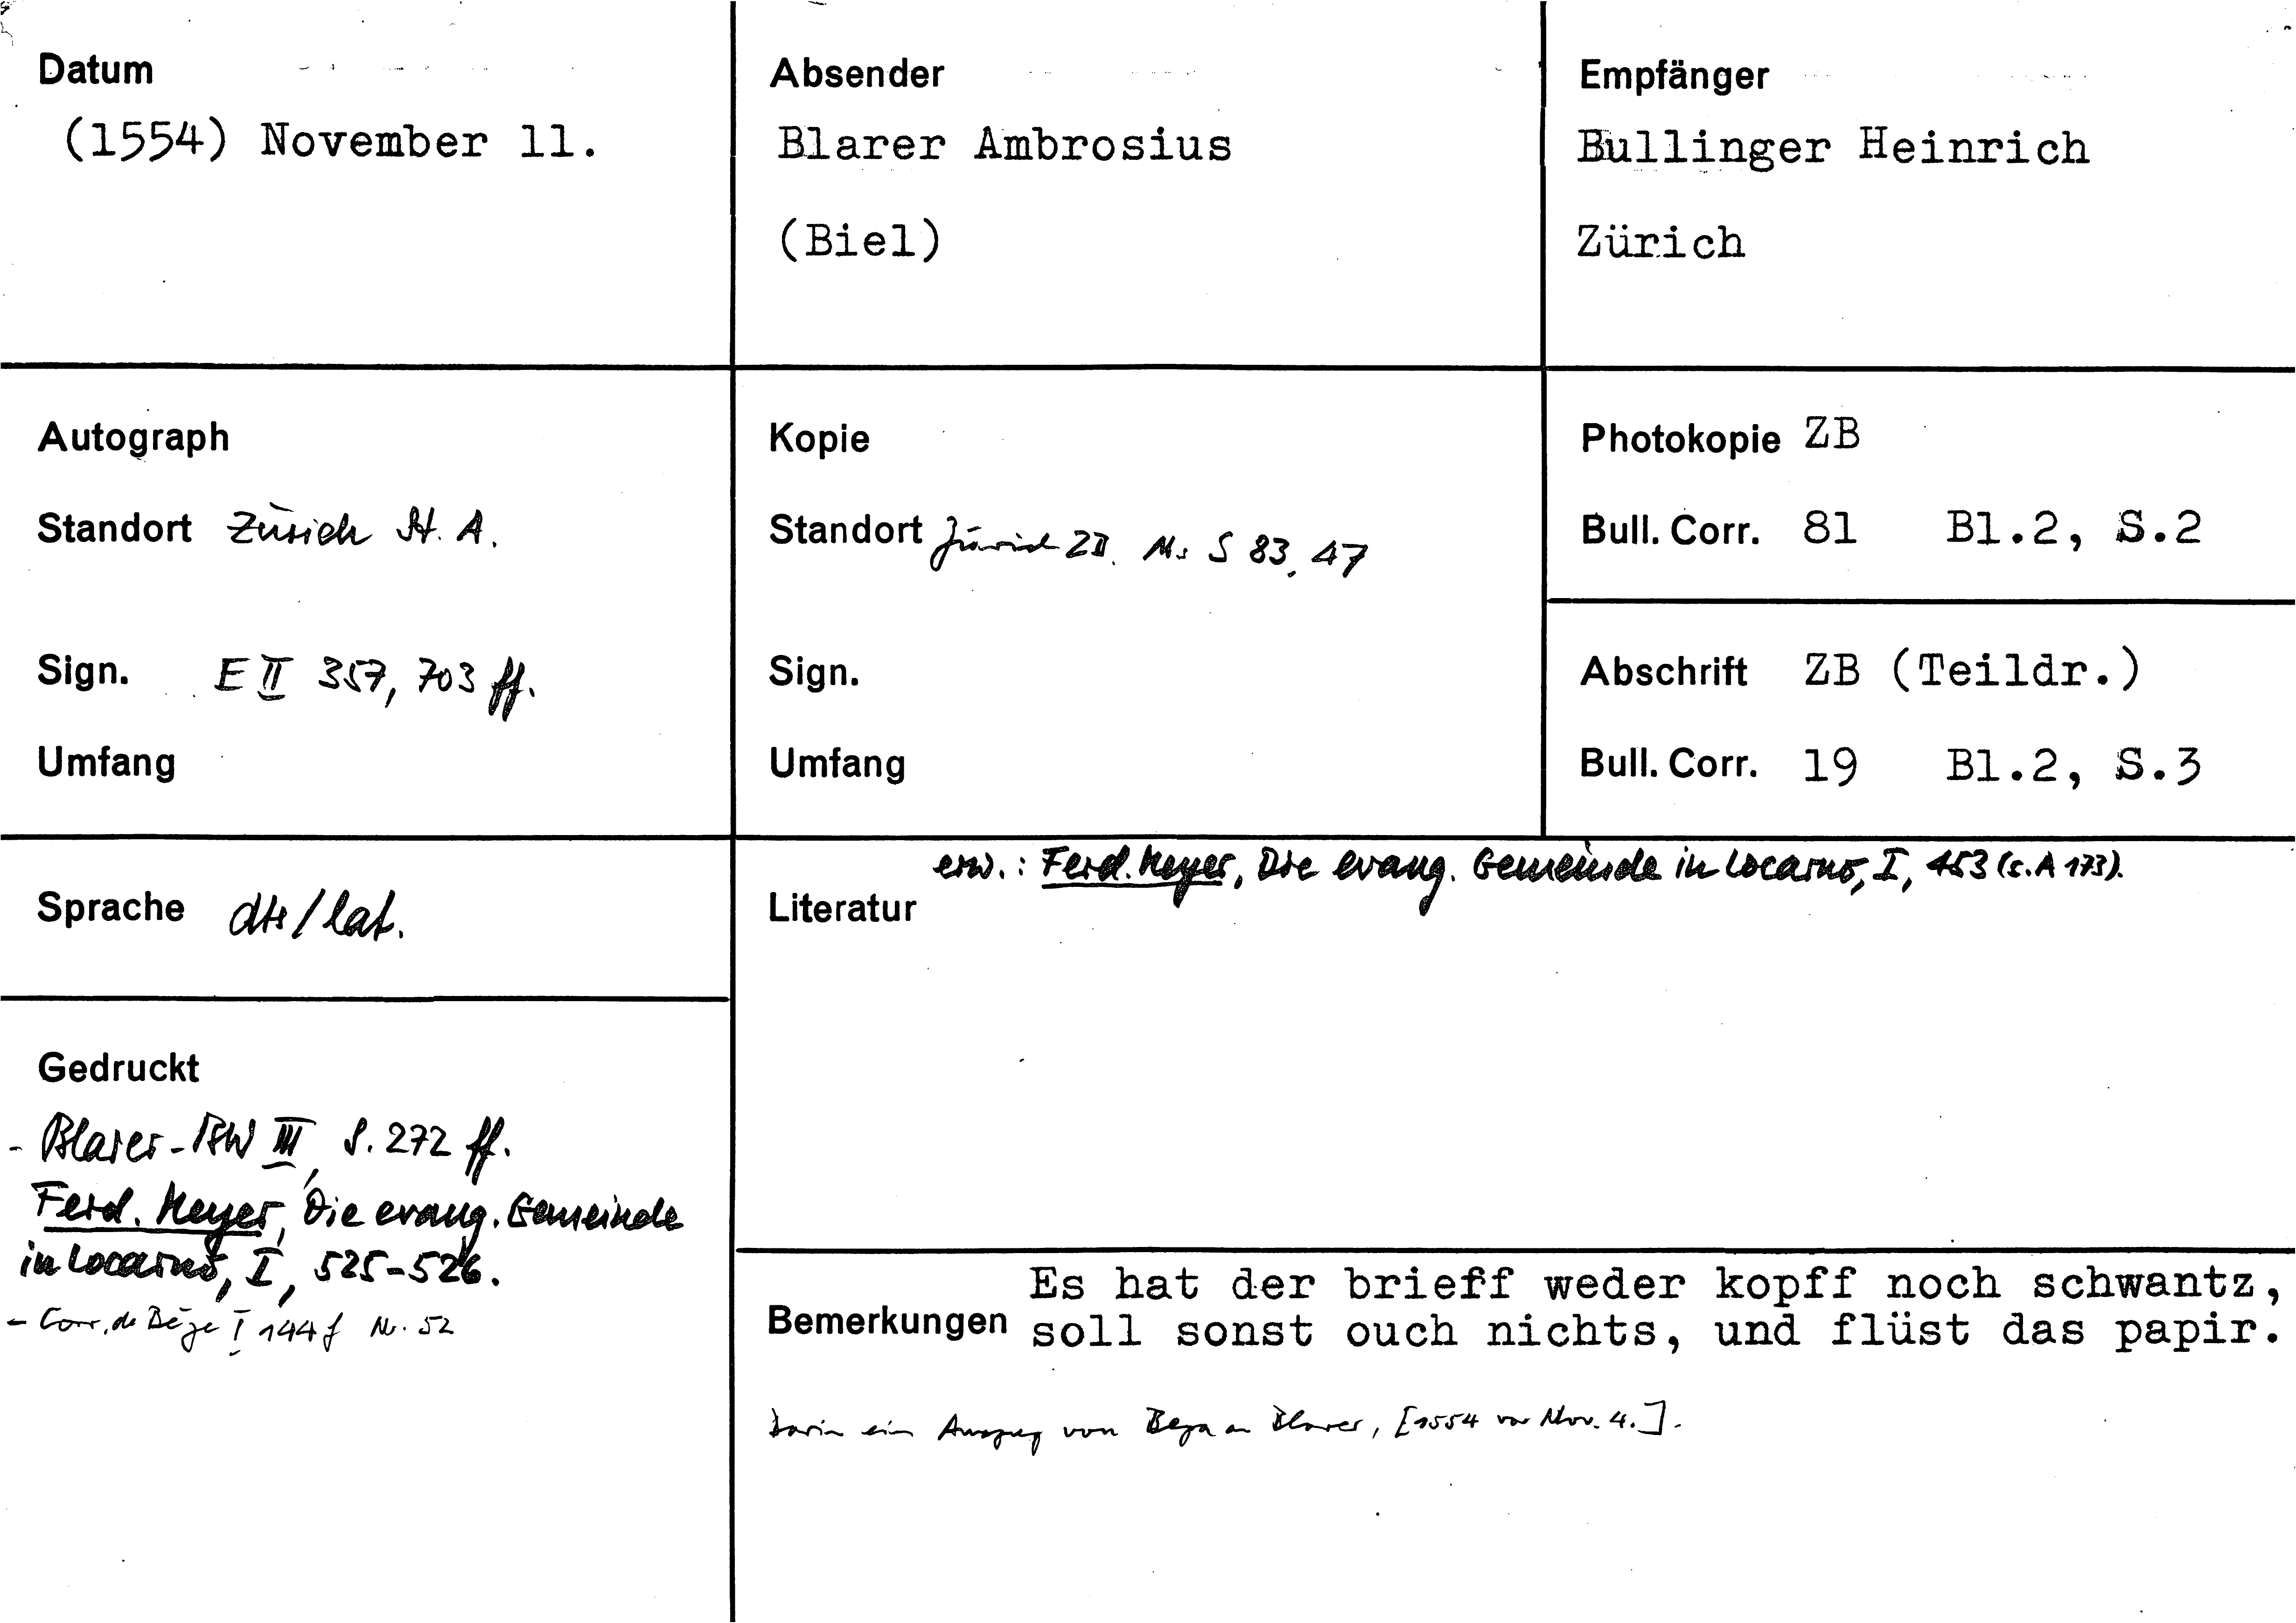 Datum
(1554) November 11.
Absender
Blarer Ambrosius
(Biel)
Empfänger
Bullinger Heinrich
Zürich
Autograph
Standort Zürich St. A.
Sign. E II 357, 703 ff.
Umfang
Kopie
Standort Zürich ZB. Ms S 83, 47
Sign.
Umfang
Photokopie ZB
Bull. Corr. 81 Bl.2, S.2
Abschrift ZB (Teildr.)
Bull. Corr. 19 Bl.2, S.3
Sprache dts/lat.
Gedruckt
- Blarer-BW III, S. 272 ff.
Ferd. Meyer, Die evang. Gemeinde
in Locarno, I, 525-526.
- Corr. de Bèze I 144 f Nr. 52
erw.: Ferd. Meyer, Die evang. Gemeinde in Locarno, I, 453 (s. A 173).
Literatur
Bemerkungen Es hat der brieff weder kopff noch schwantz,
soll sonst ouch nichts, und flüst das papir.
Darin ein Auszug von Beza an Blarer, [1554 vor Nov. 4.].